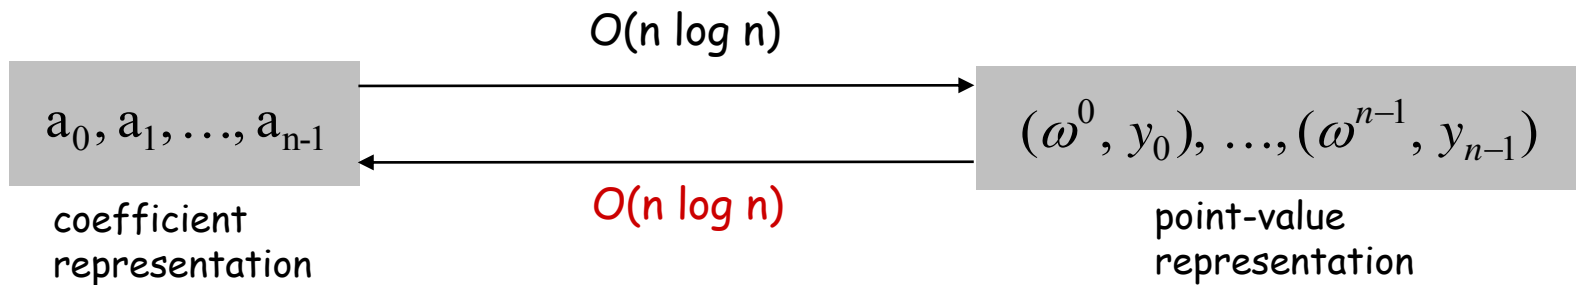 O(n log n)
a₀, a₁, …, aₙ₋₁
(ω⁰, y₀), …, (ωⁿ⁻¹, yₙ₋₁)
O(n log n)
coefficient
representation
point-value
representation